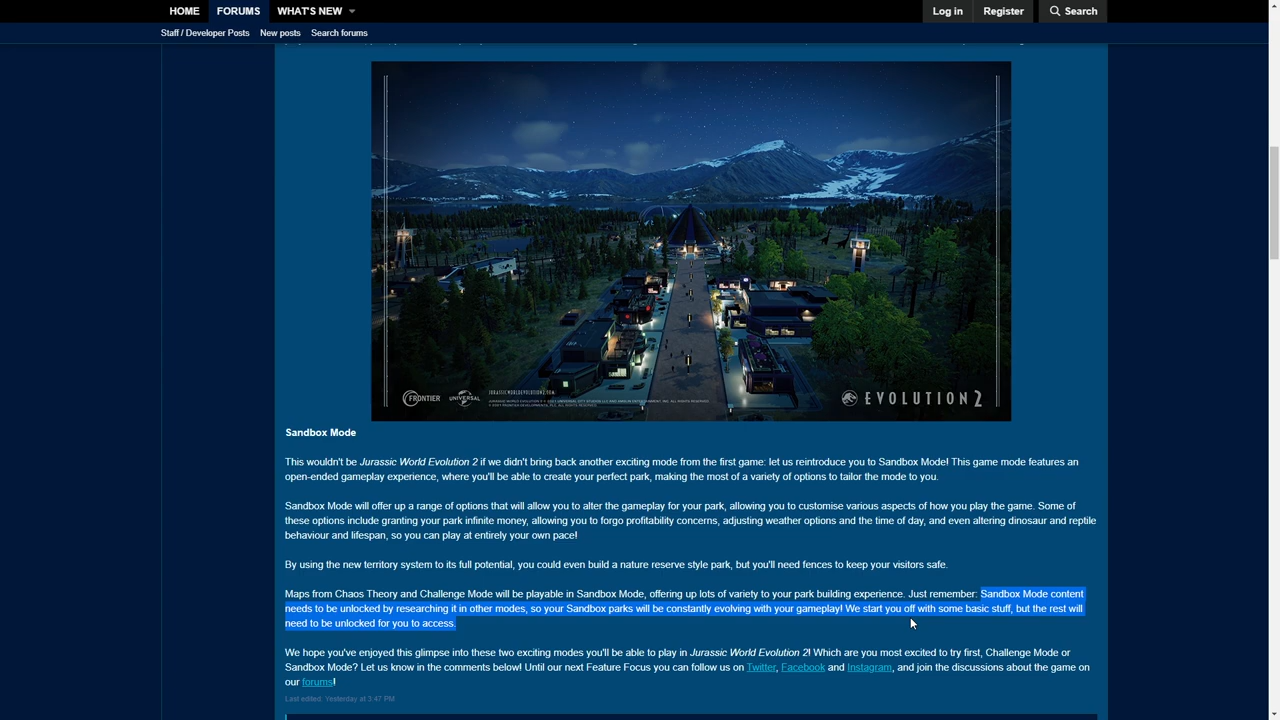 HOME FORUMS WHAT'S NEW Log in Register Search
Staff / Developer Posts New posts Search forums
FRONTIER UNIVERSAL JURASSICWORLDEVOLUTION2.COM EVOLUTION 2
Sandbox Mode
This wouldn't be Jurassic World Evolution 2 if we didn't bring back another exciting mode from the first game: let us reintroduce you to Sandbox Mode! This game mode features an
open-ended gameplay experience, where you'll be able to create your perfect park, making the most of a variety of options to tailor the mode to you.
Sandbox Mode will offer up a range of options that will allow you to alter the gameplay for your park, allowing you to customise various aspects of how you play the game. Some of
these options include granting your park infinite money, allowing you to forgo profitability concerns, adjusting weather options and the time of day, and even altering dinosaur and reptile
behaviour and lifespan, so you can play at entirely your own pace!
By using the new territory system to its full potential, you could even build a nature reserve style park, but you'll need fences to keep your visitors safe.
Maps from Chaos Theory and Challenge Mode will be playable in Sandbox Mode, offering up lots of variety to your park building experience. Just remember: Sandbox Mode content
needs to be unlocked by researching it in other modes, so your Sandbox parks will be constantly evolving with your gameplay! We start you off with some basic stuff, but the rest will
need to be unlocked for you to access.
We hope you've enjoyed this glimpse into these two exciting modes you'll be able to play in Jurassic World Evolution 2! Which are you most excited to try first, Challenge Mode or
Sandbox Mode? Let us know in the comments below! Until our next Feature Focus you can follow us on Twitter, Facebook and Instagram, and join the discussions about the game on
our forums!
Last edited: Yesterday at 3:47 PM